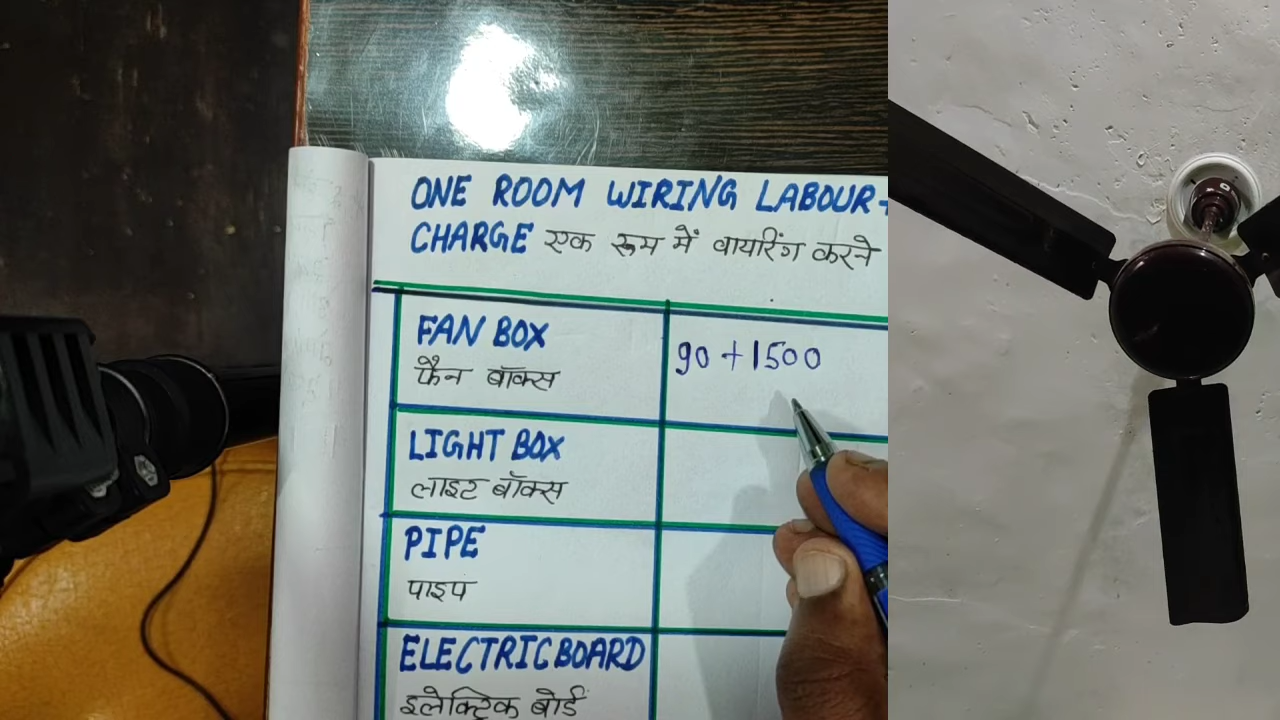 ONE ROOM WIRING LABOUR-
CHARGE एक रूम में वायरिंग करने
FAN BOX
फैन बॉक्स
90 + 1500
LIGHT BOX
लाइट बॉक्स
PIPE
पाइप
ELECTRIC BOARD
इलेक्ट्रिक बोर्ड